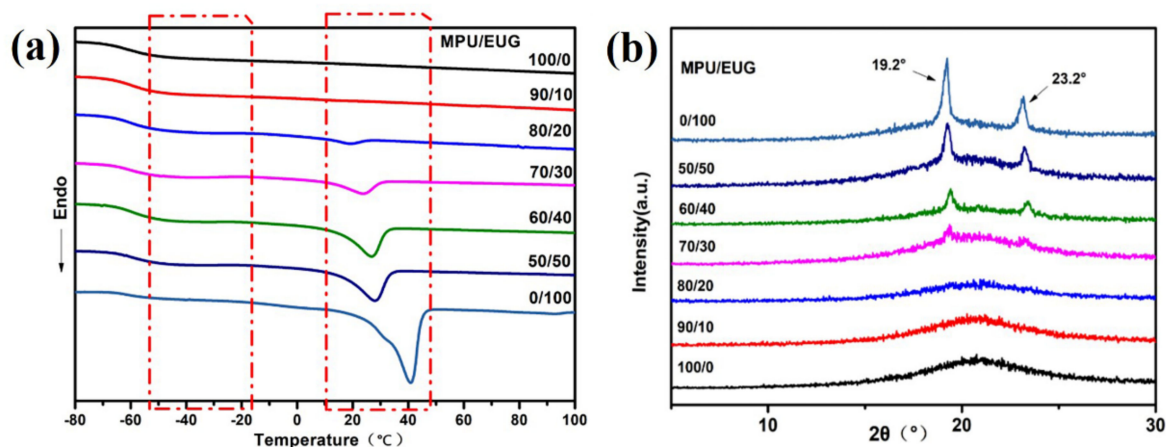 (a)
MPU/EUG
100/0
90/10
80/20
70/30
60/40
50/50
0/100
Endo
-80 -60 -40 -20 0 20 40 60 80 100
Temperature (℃)
(b)
MPU/EUG
19.2°
23.2°
0/100
50/50
60/40
70/30
80/20
90/10
100/0
Intensity(a.u.)
10 20 30
2θ (°)